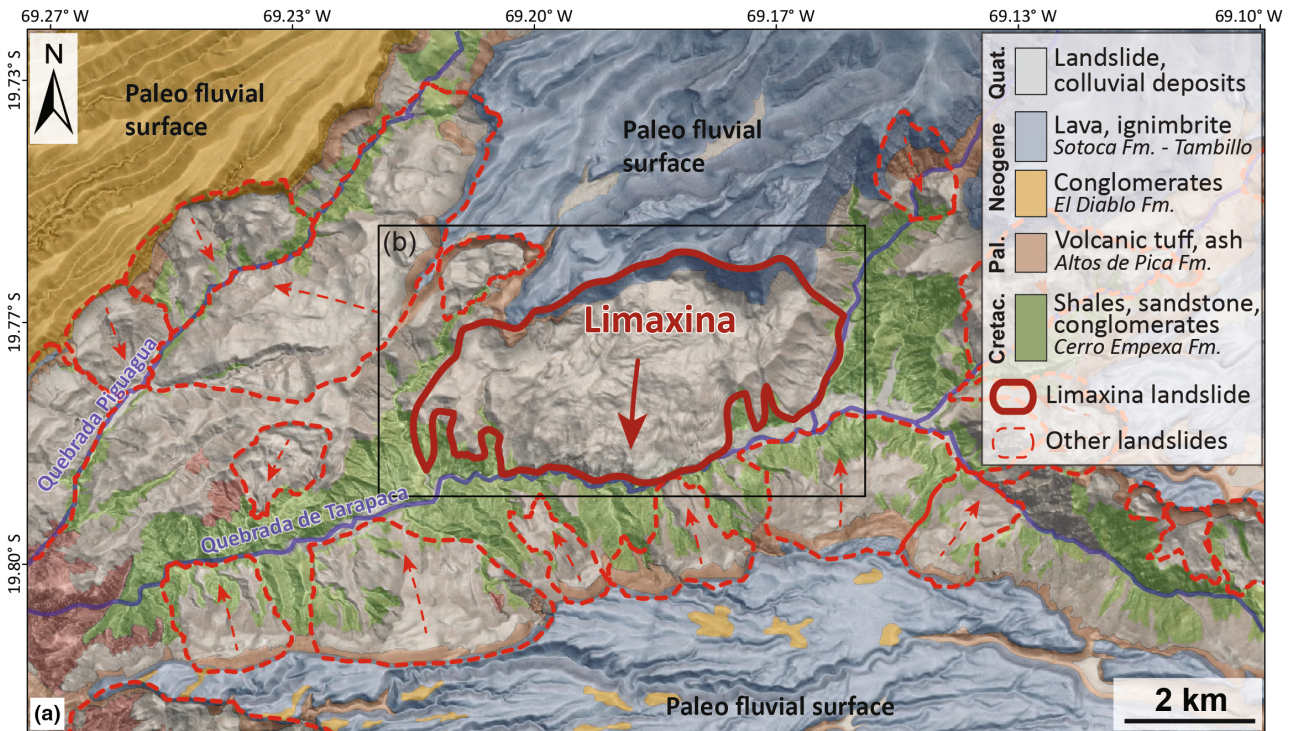 69.27° W
69.23° W
69.20° W
69.17° W
69.13° W
69.10° W
19.73° S
19.77° S
19.80° S
N
Paleo fluvial
surface
Paleo fluvial
surface
(b)
Limaxina
Quebrada Piguagua
Quebrada de Tarapaca
Paleo fluvial surface
(a)
2 km
Quat.
Landslide,
colluvial deposits
Neogene
Lava, ignimbrite
Sotoca Fm. - Tambillo
Conglomerates
El Diablo Fm.
Pal.
Volcanic tuff, ash
Altos de Pica Fm.
Cretac.
Shales, sandstone,
conglomerates
Cerro Empexa Fm.
Limaxina landslide
Other landslides